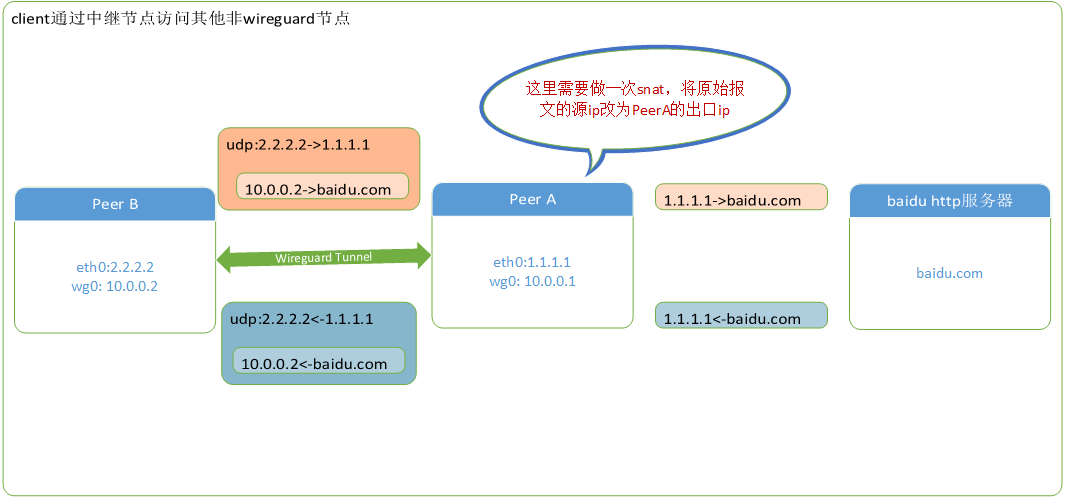 client通过中继节点访问其他非wireguard节点
这里需要做一次snat，将原始报
文的源ip改为PeerA的出口ip
udp:2.2.2.2->1.1.1.1
10.0.0.2->baidu.com
Peer B
eth0:2.2.2.2
wg0: 10.0.0.2
Wireguard Tunnel
Peer A
eth0:1.1.1.1
wg0: 10.0.0.1
1.1.1.1->baidu.com
baidu http服务器
baidu.com
udp:2.2.2.2<-1.1.1.1
10.0.0.2<-baidu.com
1.1.1.1<-baidu.com